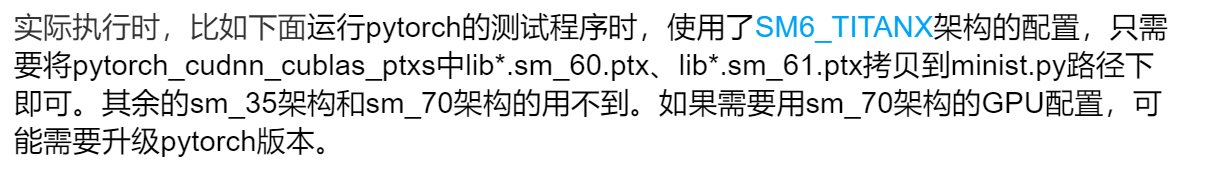 实际执行时，比如下面运行pytorch的测试程序时，使用了SM6_TITANX架构的配置，只需
要将pytorch_cudnn_cublas_ptxs中lib*.sm_60.ptx、lib*.sm_61.ptx拷贝到minist.py路径下
即可。其余的sm_35架构和sm_70架构的用不到。如果需要用sm_70架构的GPU配置，可
能需要升级pytorch版本。